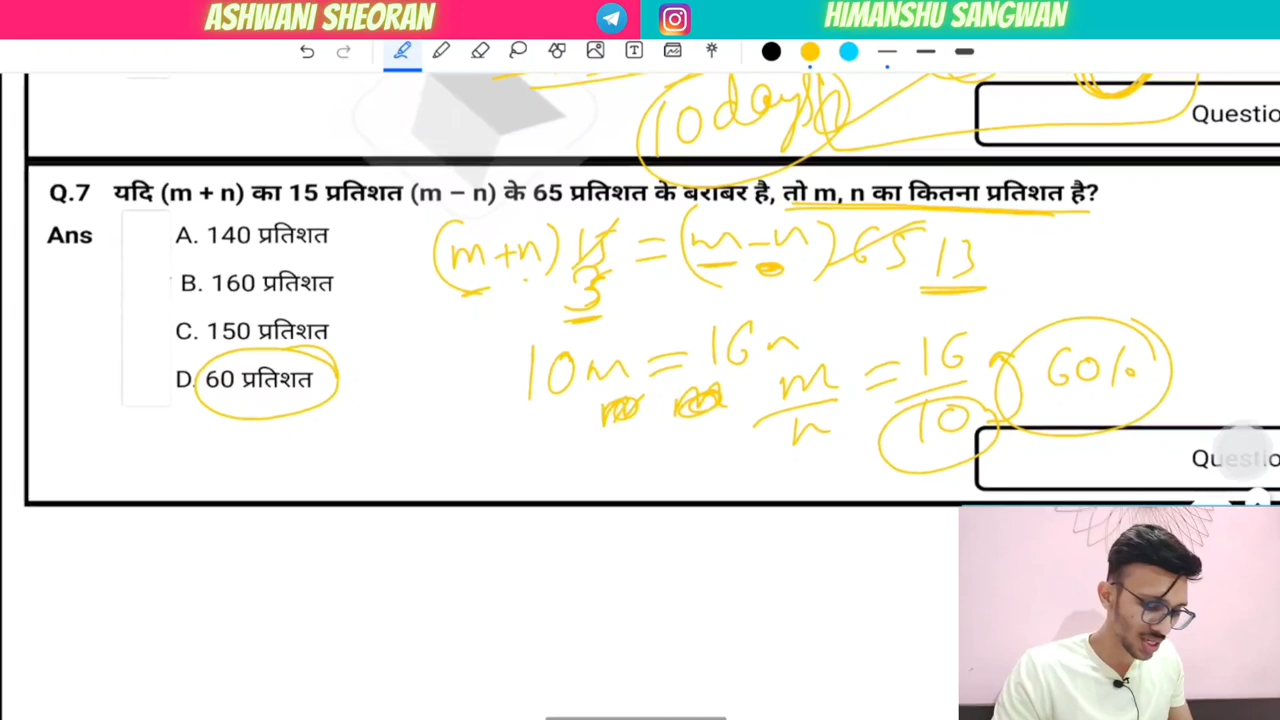 ASHWANI SHEORAN
HIMANSHU SANGWAN
T
10 days
Questio
Q.7 यदि (m + n) का 15 प्रतिशत (m − n) के 65 प्रतिशत के बराबर है, तो m, n का कितना प्रतिशत है?
Ans
A. 140 प्रतिशत
B. 160 प्रतिशत
C. 150 प्रतिशत
D. 60 प्रतिशत
(m+n) 15 = (m-n) 65 13
3
10m = 16n
m/n = 16/10
60%
Questio